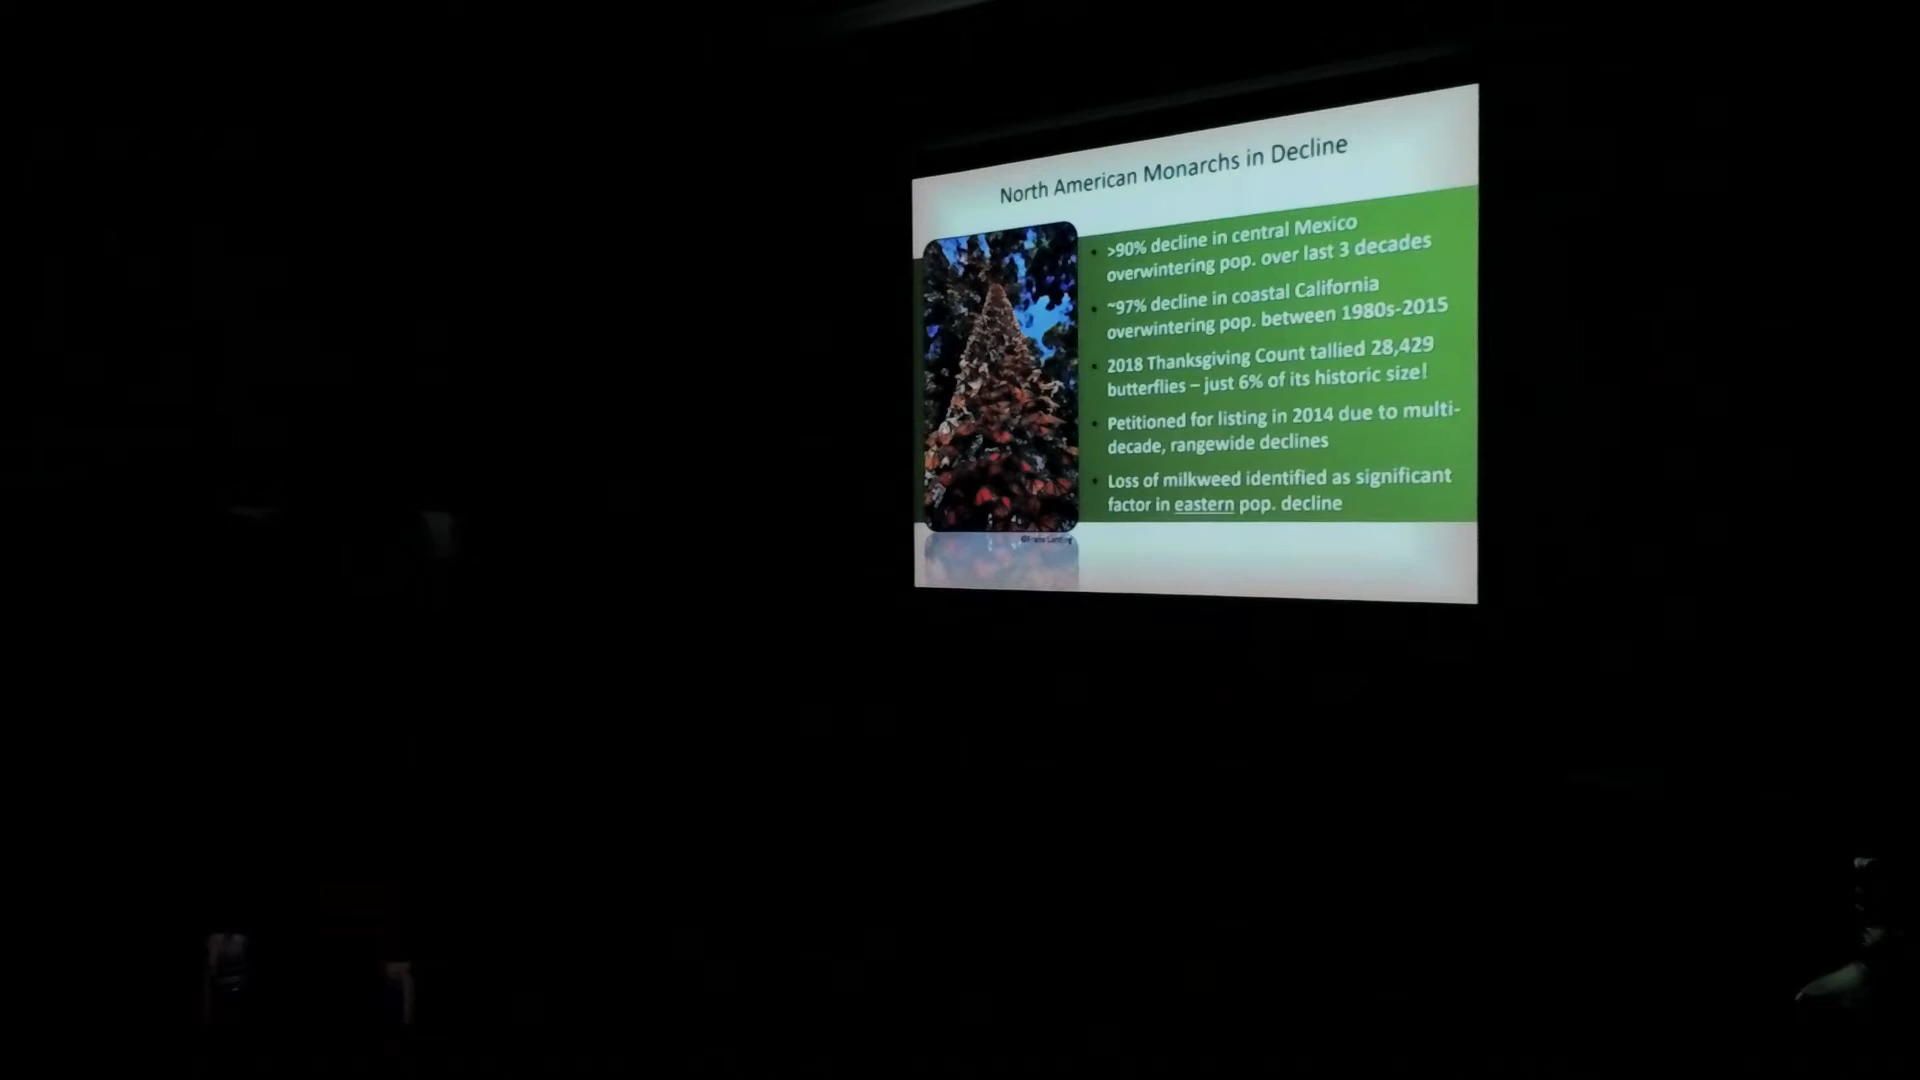 North American Monarchs in Decline
>90% decline in central Mexico
overwintering pop. over last 3 decades
~97% decline in coastal California
overwintering pop. between 1980s-2015
2018 Thanksgiving Count tallied 28,429
butterflies – just 6% of its historic size!
Petitioned for listing in 2014 due to multi-
decade, rangewide declines
Loss of milkweed identified as significant
factor in eastern pop. decline